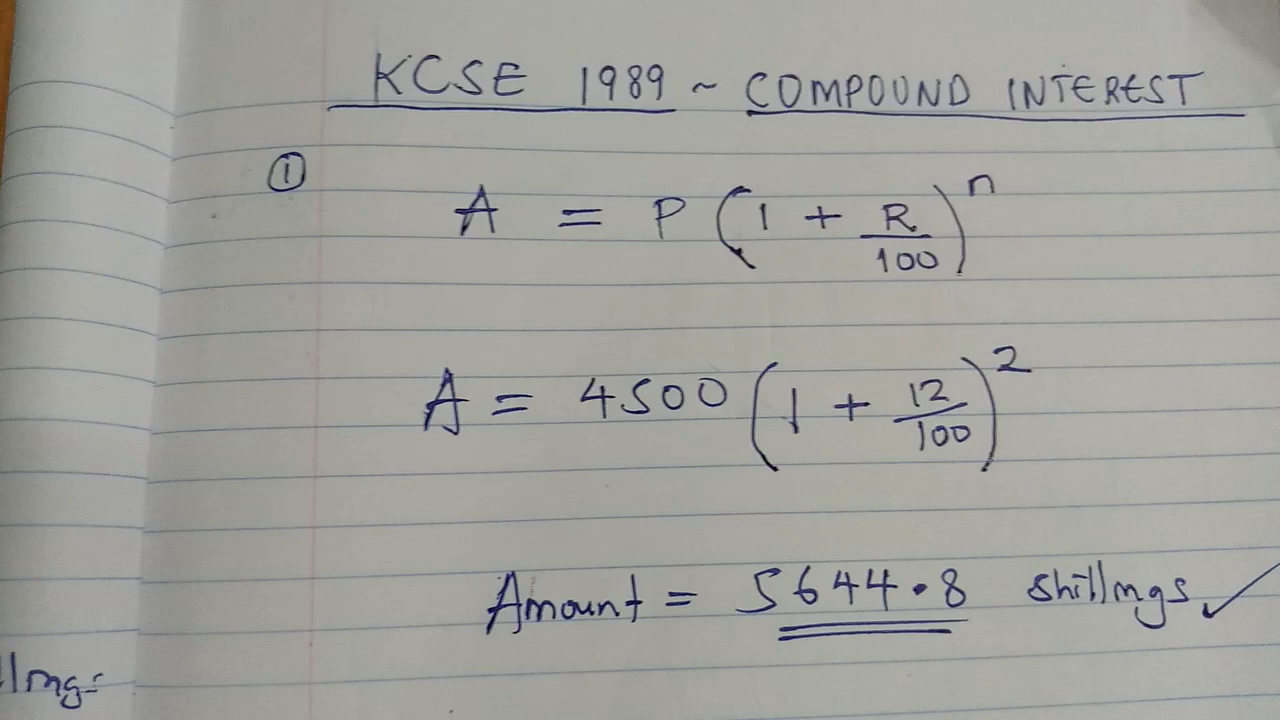 KCSE 1989 ~ COMPOUND INTEREST
① A = P (1 + R/100)^n
A = 4500 (1 + 12/100)^2
Amount = 5644.8 shillings ✓